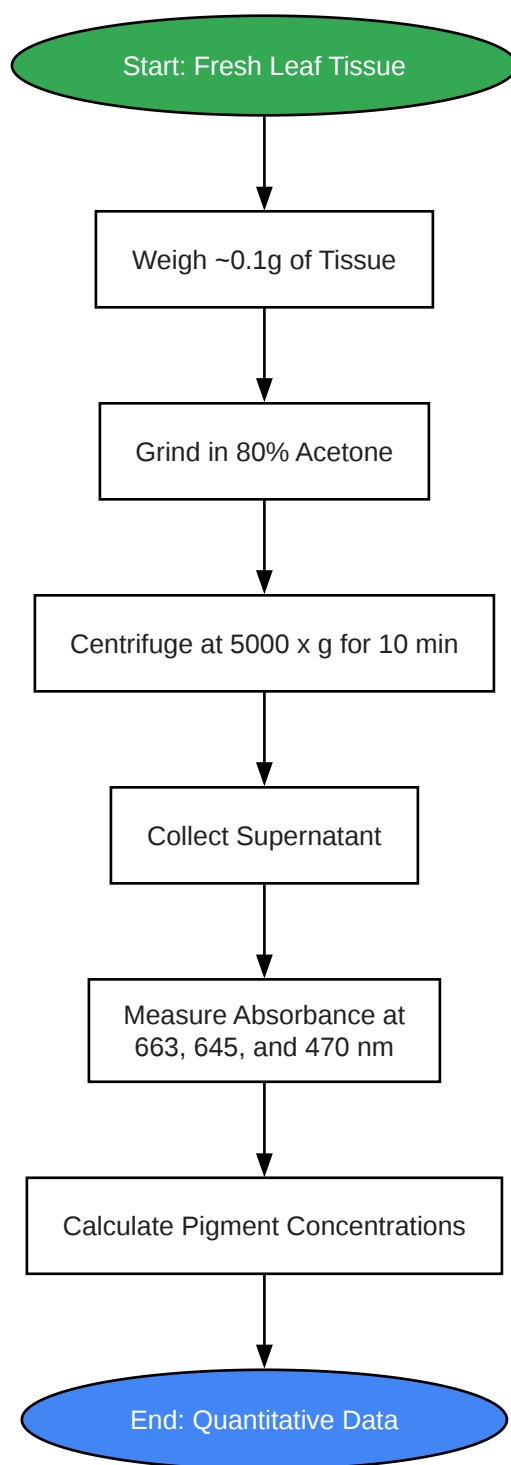 Start: Fresh Leaf Tissue
Weigh ~0.1g of Tissue
Grind in 80% Acetone
Centrifuge at 5000 x g for 10 min
Collect Supernatant
Measure Absorbance at
663, 645, and 470 nm
Calculate Pigment Concentrations
End: Quantitative Data